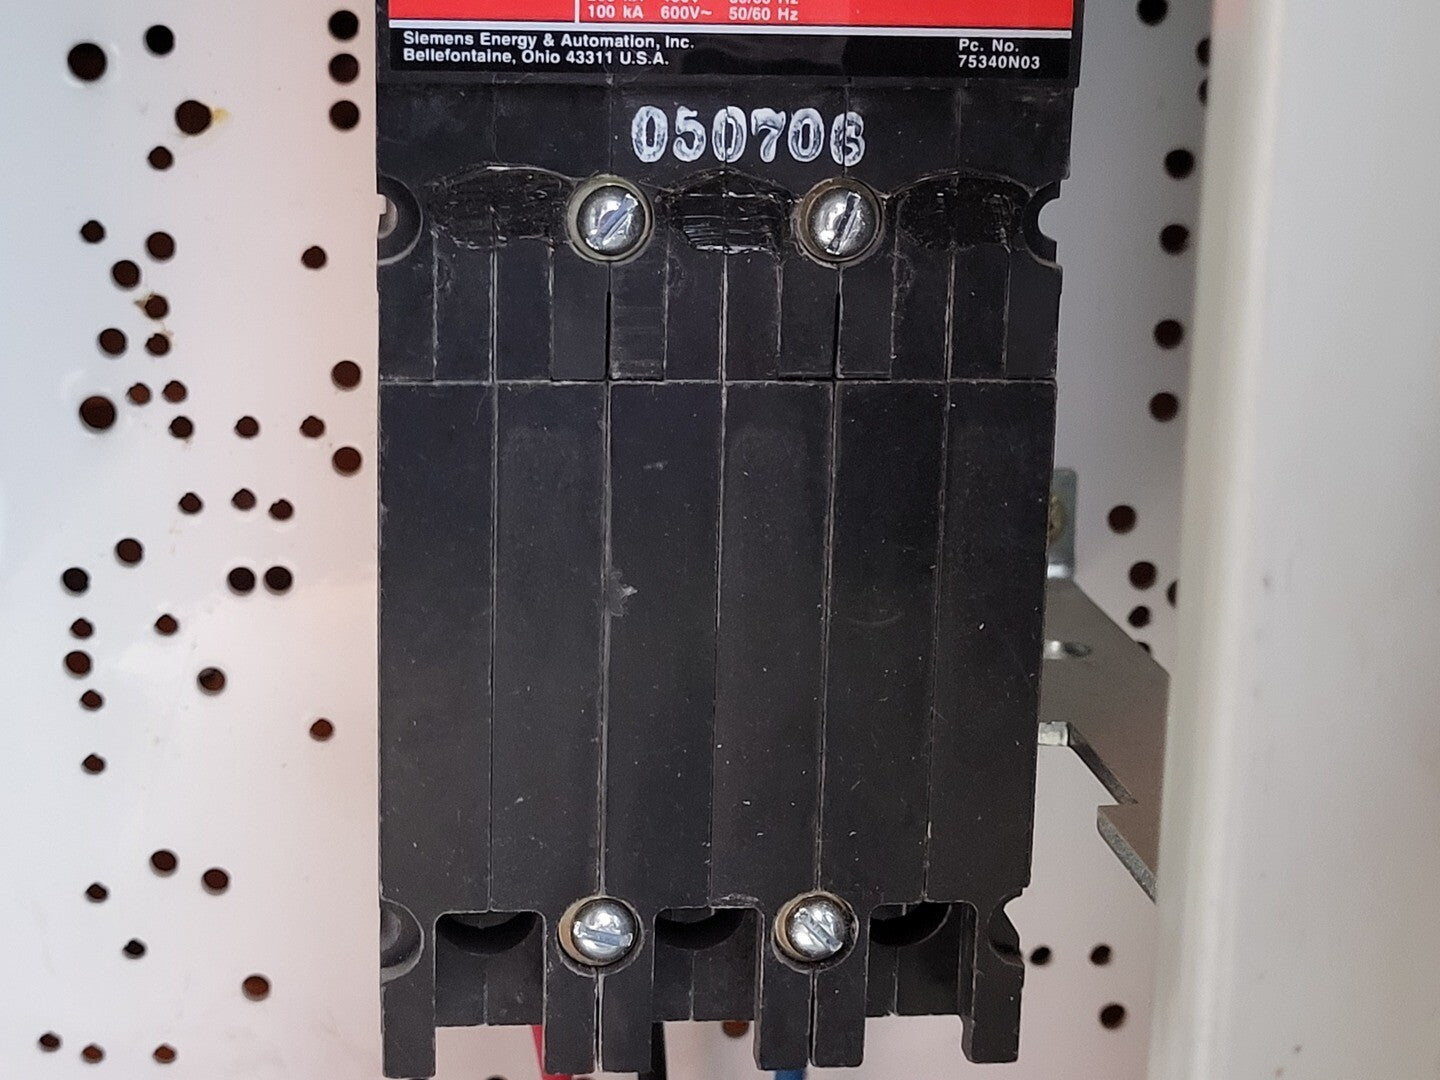 100 kA 600V~ 50/60 Hz
Siemens Energy & Automation, Inc.
Bellefontaine, Ohio 43311 U.S.A.
Pc. No.
75340N03
050706